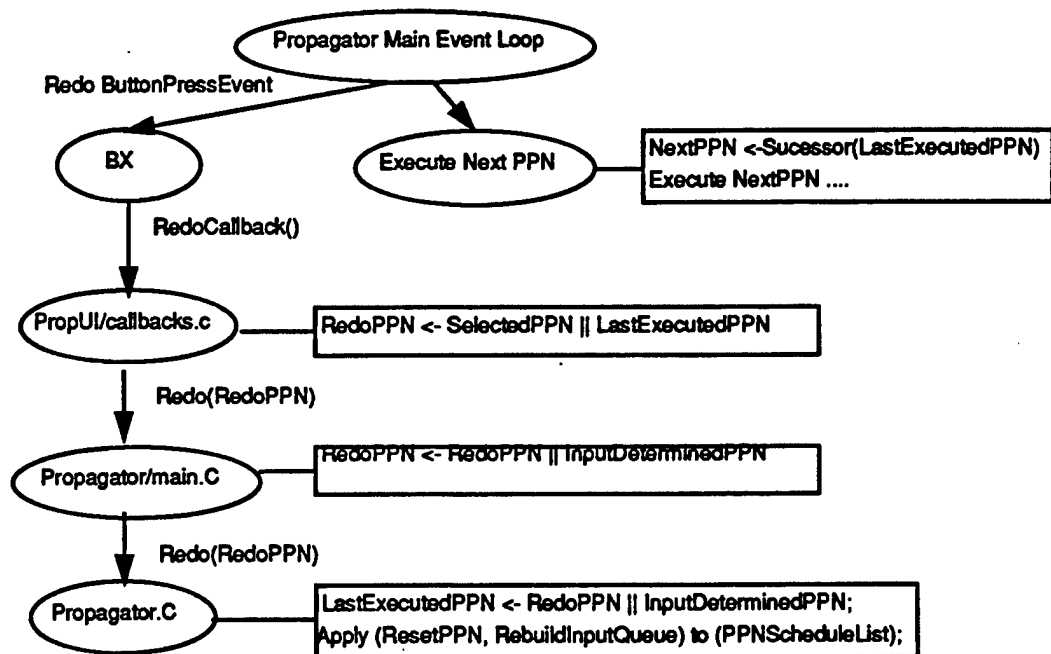 Propagator Main Event Loop
Redo ButtonPressEvent
BX
Execute Next PPN
NextPPN <-Sucessor(LastExecutedPPN)
Execute NextPPN ....
RedoCallback()
PropUI/callbacks.c
RedoPPN <- SelectedPPN || LastExecutedPPN
Redo(RedoPPN)
Propagator/main.C
RedoPPN <- RedoPPN || InputDeterminedPPN
Redo(RedoPPN)
Propagator.C
LastExecutedPPN <- RedoPPN || InputDeterminedPPN;
Apply (ResetPPN, RebuildInputQueue) to (PPNScheduleList);